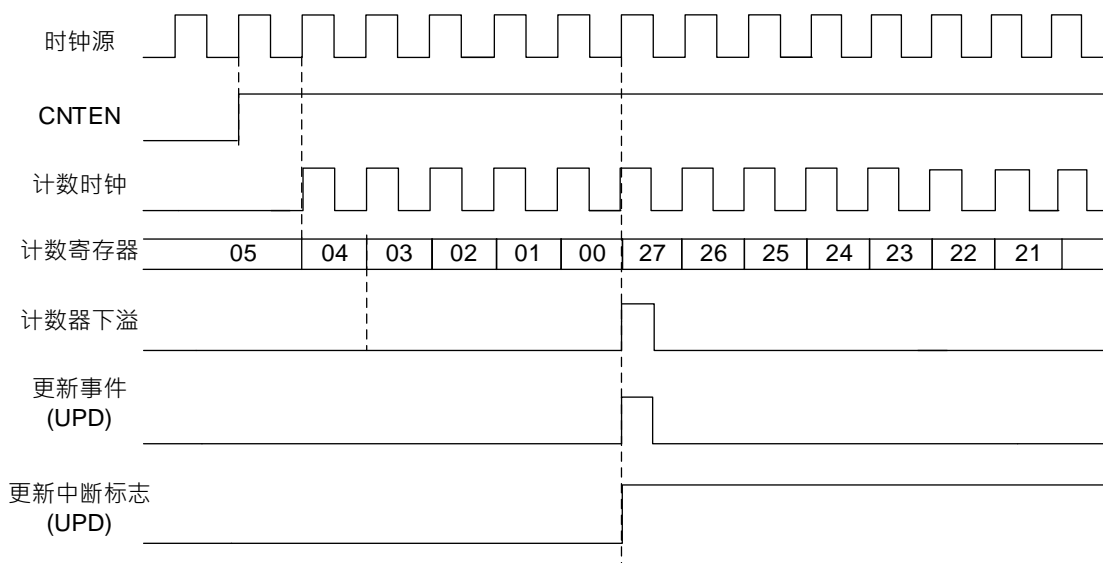 时钟源
CNTEN
计数时钟
计数寄存器 05 04 03 02 01 00 27 26 25 24 23 22 21
计数器下溢
更新事件
(UPD)
更新中断标志
(UPD)